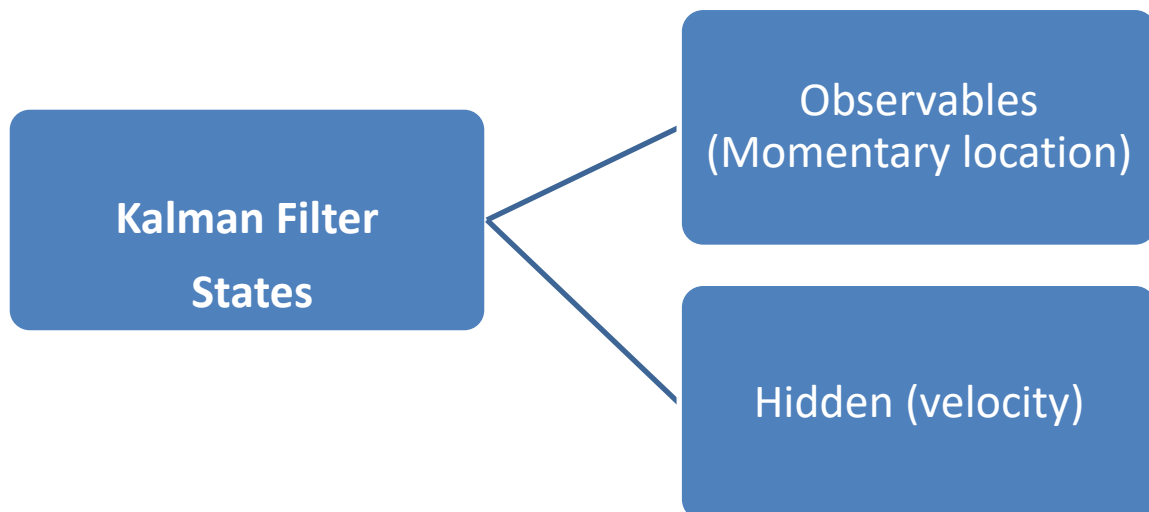 Kalman Filter
States
Observables
(Momentary location)
Hidden (velocity)